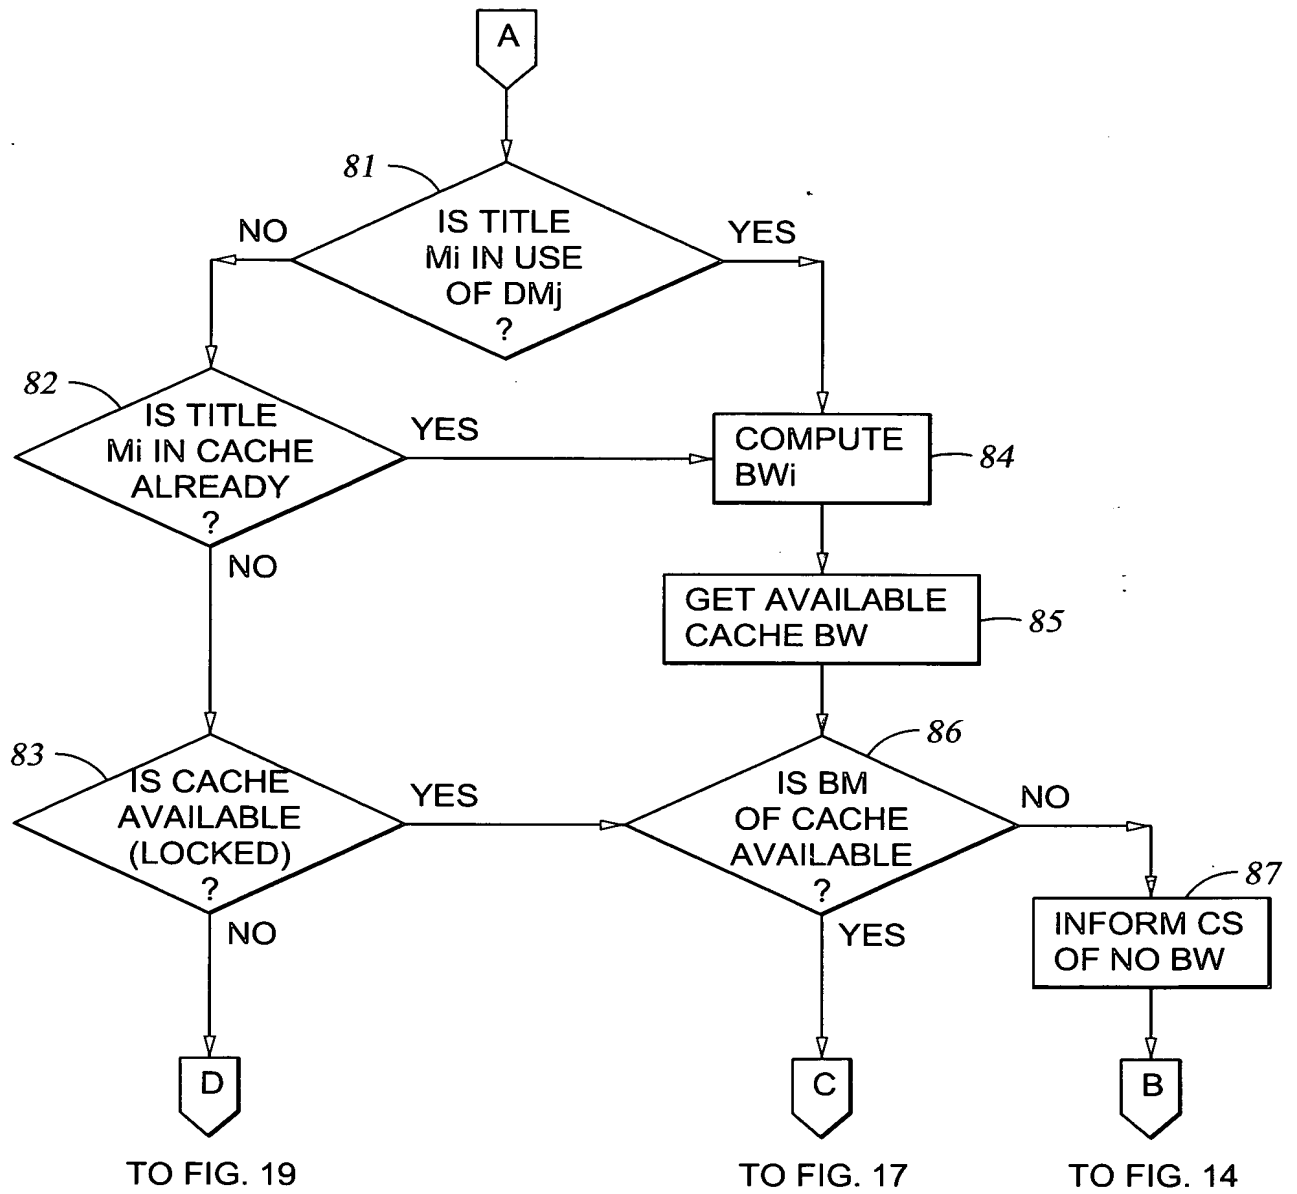 A
81
IS TITLE
Mi IN USE
OF DMj
?
NO
YES
82
IS TITLE
Mi IN CACHE
ALREADY
?
YES
NO
COMPUTE
BWi
84
GET AVAILABLE
CACHE BW
85
83
IS CACHE
AVAILABLE
(LOCKED)
?
YES
NO
86
IS BM
OF CACHE
AVAILABLE
?
NO
YES
87
INFORM CS
OF NO BW
D
C
B
TO FIG. 19
TO FIG. 17
TO FIG. 14